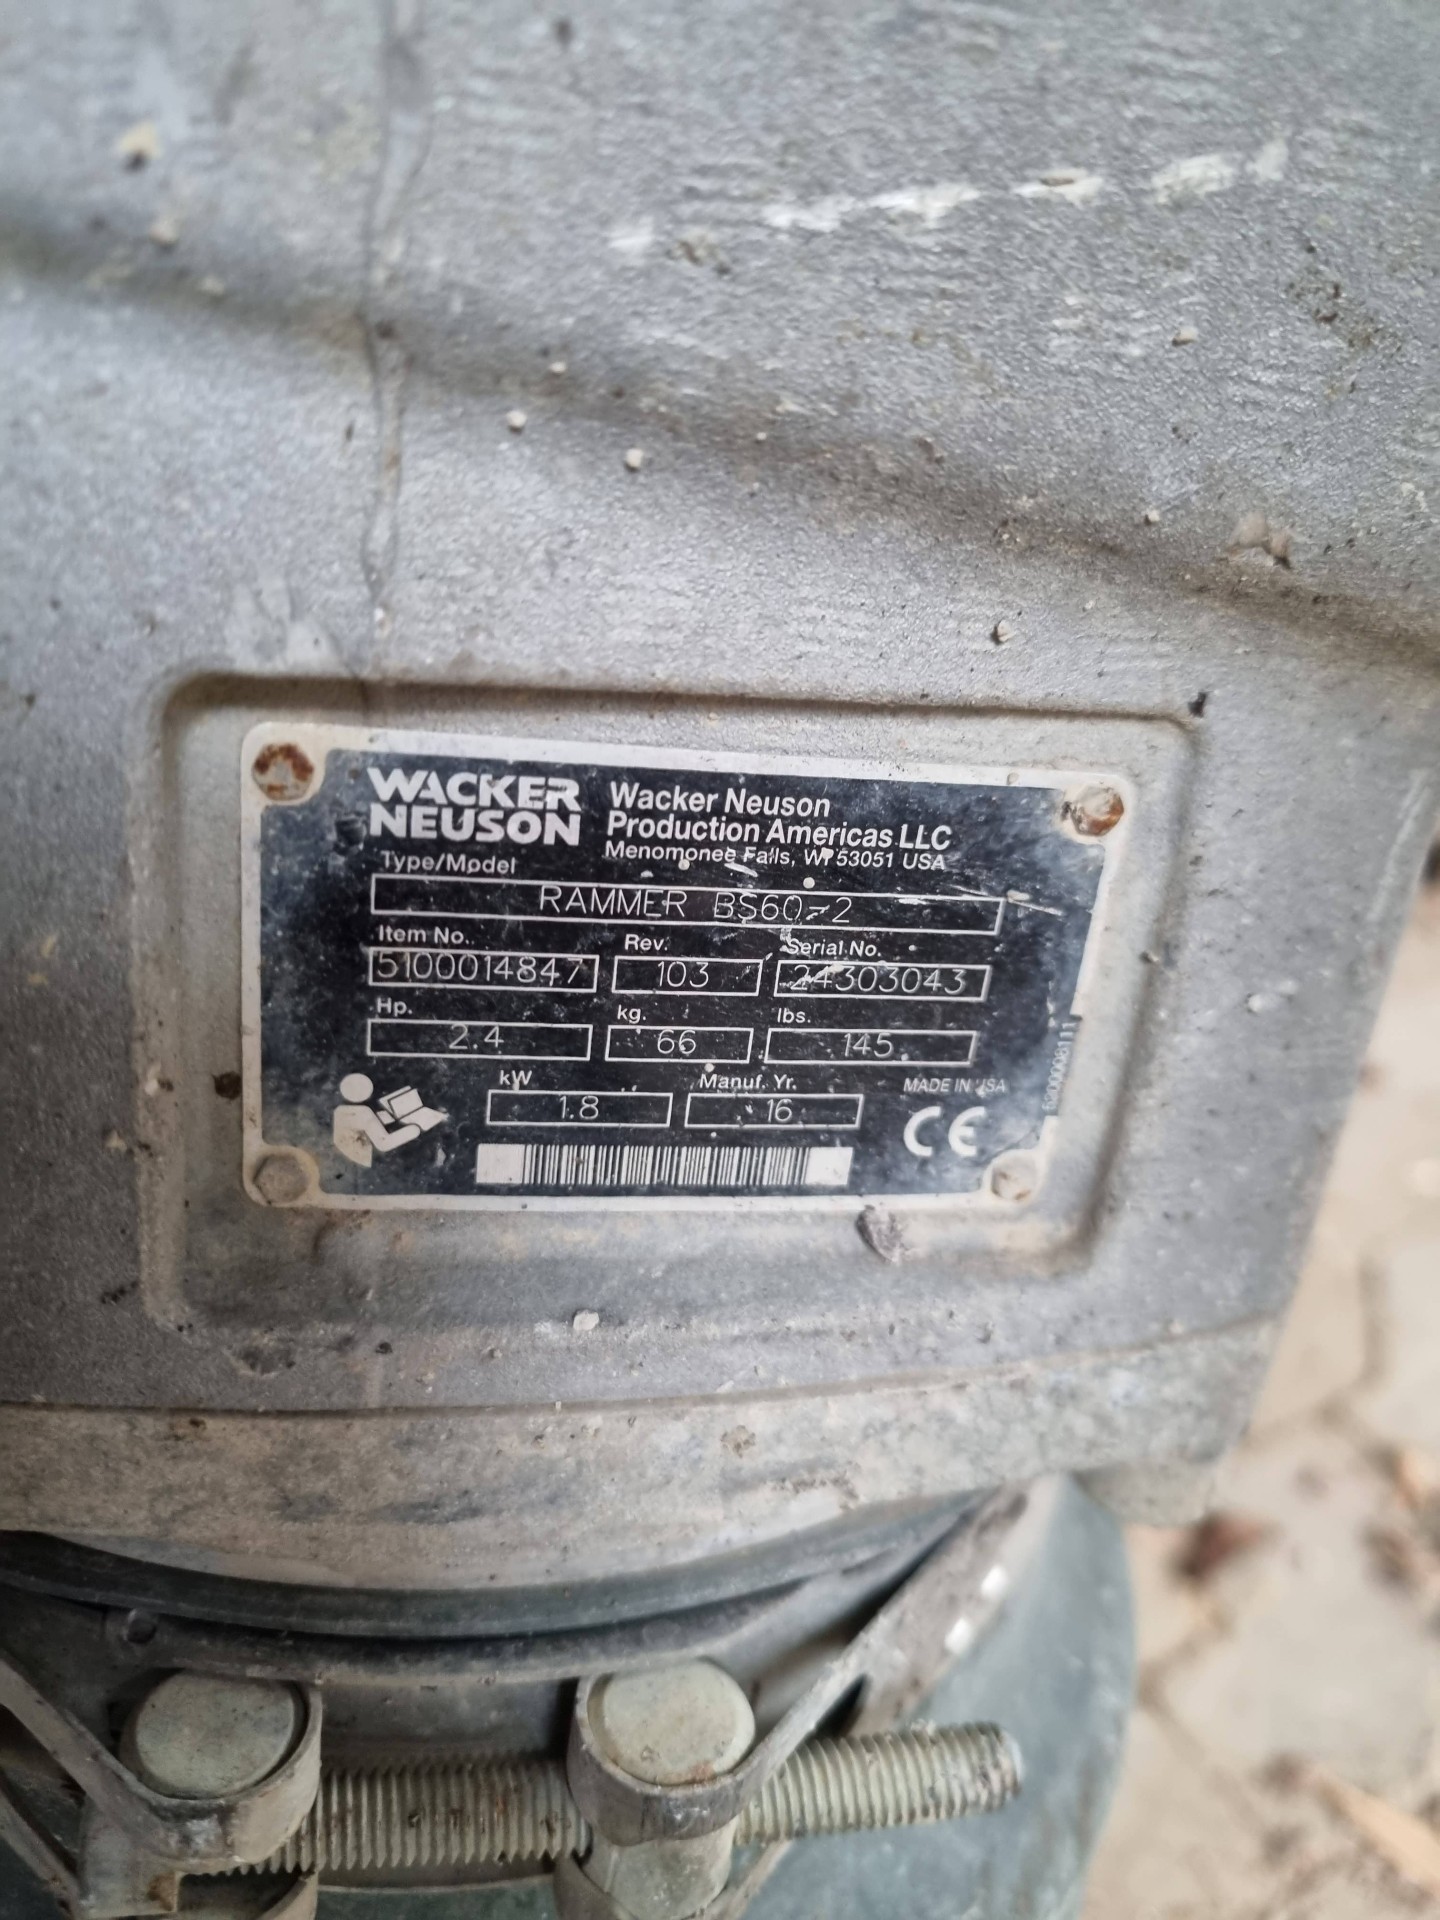 WACKER NEUSON
Wacker Neuson
Production Americas LLC
Menomonee Falls, WI 53051 USA
Type/Model
RAMMER BS60-2
Item No. Rev. Serial No.
5100014847 103 24303043
Hp. kg. lbs.
2.4 66 145
kW Manuf. Yr. MADE IN USA
1.8 16 CE
5200008111